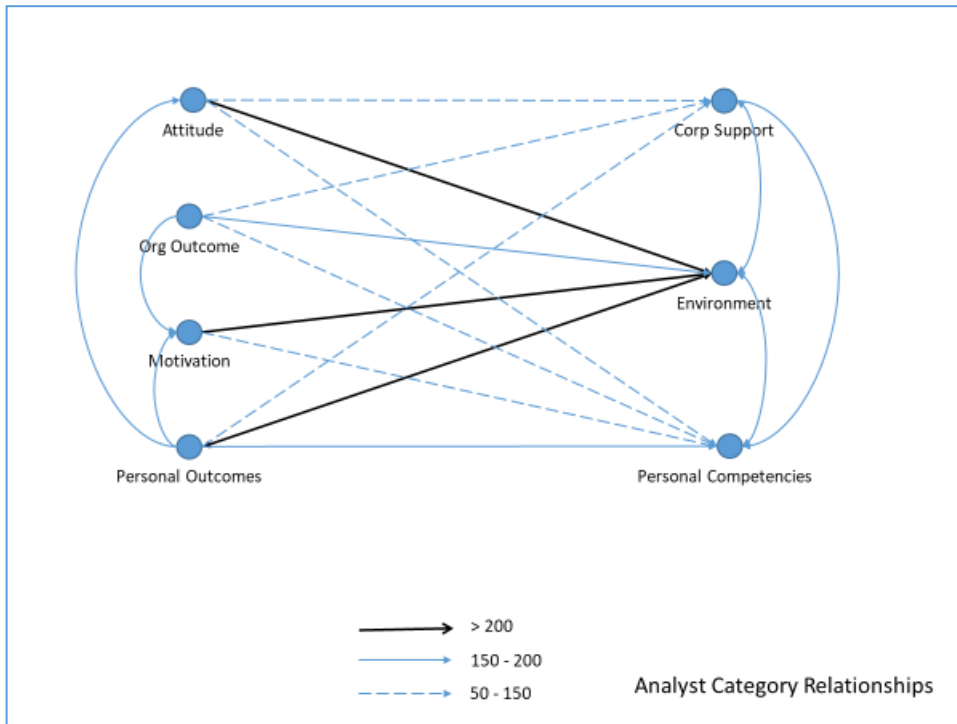 Attitude
Corp Support
Org Outcome
Environment
Motivation
Personal Outcomes
Personal Competencies
> 200
150 - 200
50 - 150
Analyst Category Relationships